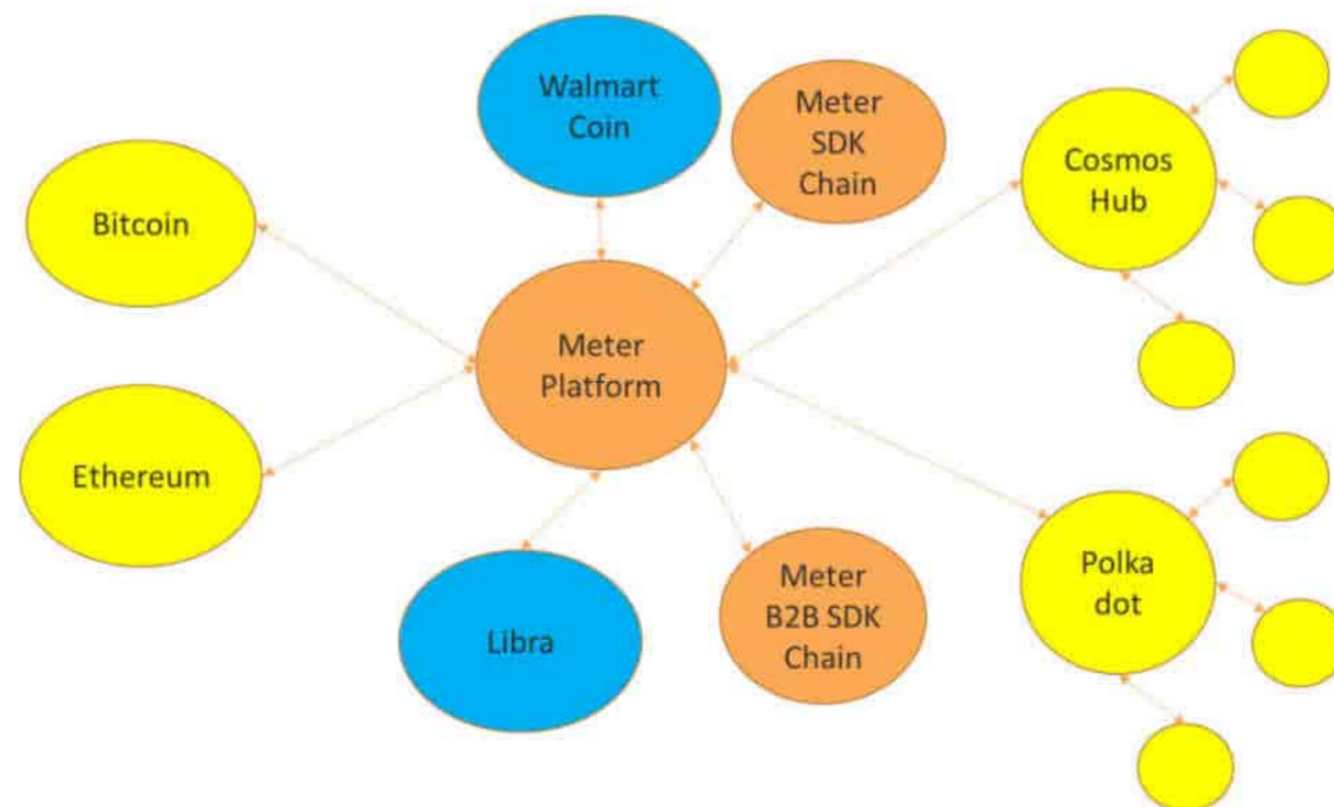 Walmart
Coin
Meter
SDK
Chain
Cosmos
Hub
Bitcoin
Meter
Platform
Ethereum
Polka
dot
Libra
Meter
B2B SDK
Chain